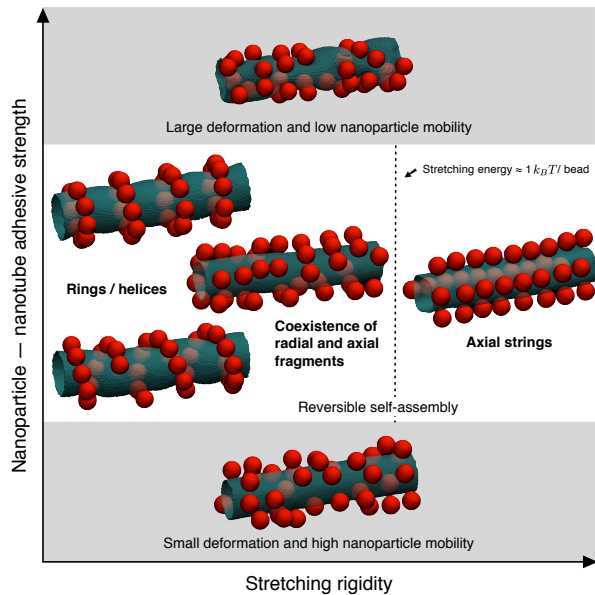 Large deformation and low nanoparticle mobility
Stretching energy ≈ 1 k_BT/ bead
Rings / helices
Coexistence of
radial and axial
fragments
Axial strings
Reversible self-assembly
Small deformation and high nanoparticle mobility
Nanoparticle — nanotube adhesive strength
Stretching rigidity